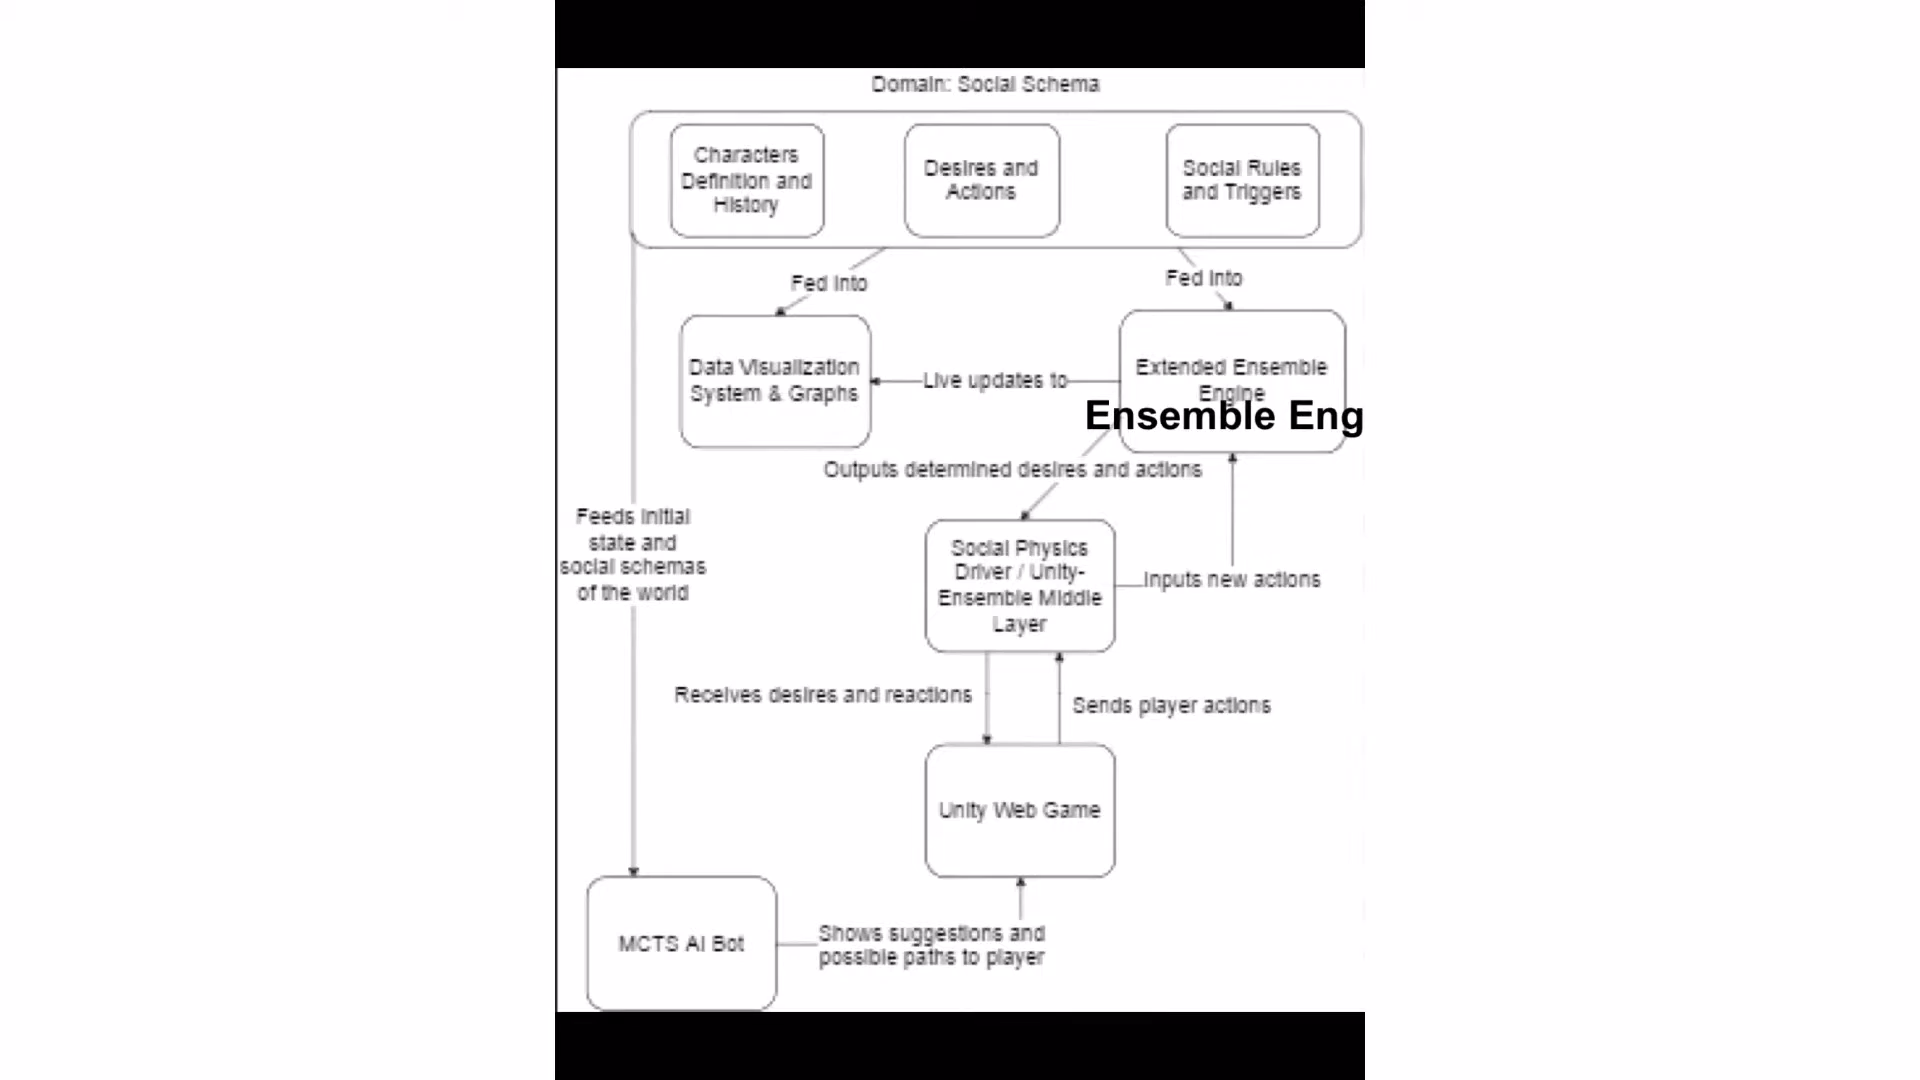 Domain: Social Schema
Characters
Definition and
History
Desires and
Actions
Social Rules
and Triggers
Fed into
Fed into
Data Visualization
System & Graphs
Live updates to
Extended Ensemble
Engine
Ensemble Eng
Outputs determined desires and actions
Feeds initial
state and
social schemas
of the world
Social Physics
Driver / Unity-
Ensemble Middle
Layer
Inputs new actions
Receives desires and reactions
Sends player actions
Unity Web Game
MCTS AI Bot
Shows suggestions and
possible paths to player